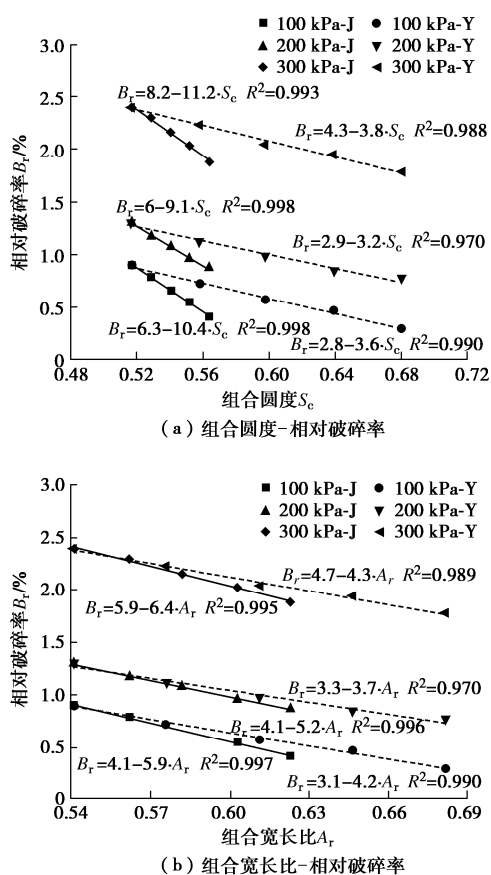 100 kPa-J 100 kPa-Y
200 kPa-J 200 kPa-Y
300 kPa-J 300 kPa-Y
3.0
2.5
2.0
1.5
1.0
0.5
0
相对破碎率Br/%
Br=8.2−11.2·Sc R²=0.993
Br=4.3−3.8·Sc R²=0.988
Br=6−9.1·Sc R²=0.998
Br=2.9−3.2·Sc R²=0.970
Br=6.3−10.4·Sc R²=0.998
Br=2.8−3.6·Sc R²=0.990
0.48 0.52 0.56 0.60 0.64 0.68 0.72
组合圆度Sc
(a) 组合圆度-相对破碎率
100 kPa-J 100 kPa-Y
200 kPa-J 200 kPa-Y
300 kPa-J 300 kPa-Y
3.0
2.5
2.0
1.5
1.0
0.5
0
相对破碎率Br/%
Br=4.7−4.3·Ar R²=0.989
Br=5.9−6.4·Ar R²=0.995
Br=3.3−3.7·Ar R²=0.970
Br=4.1−5.2·Ar R²=0.996
Br=4.1−5.9·Ar R²=0.997
Br=3.1−4.2·Ar R²=0.990
0.54 0.57 0.60 0.63 0.66 0.69
组合宽长比Ar
(b) 组合宽长比-相对破碎率